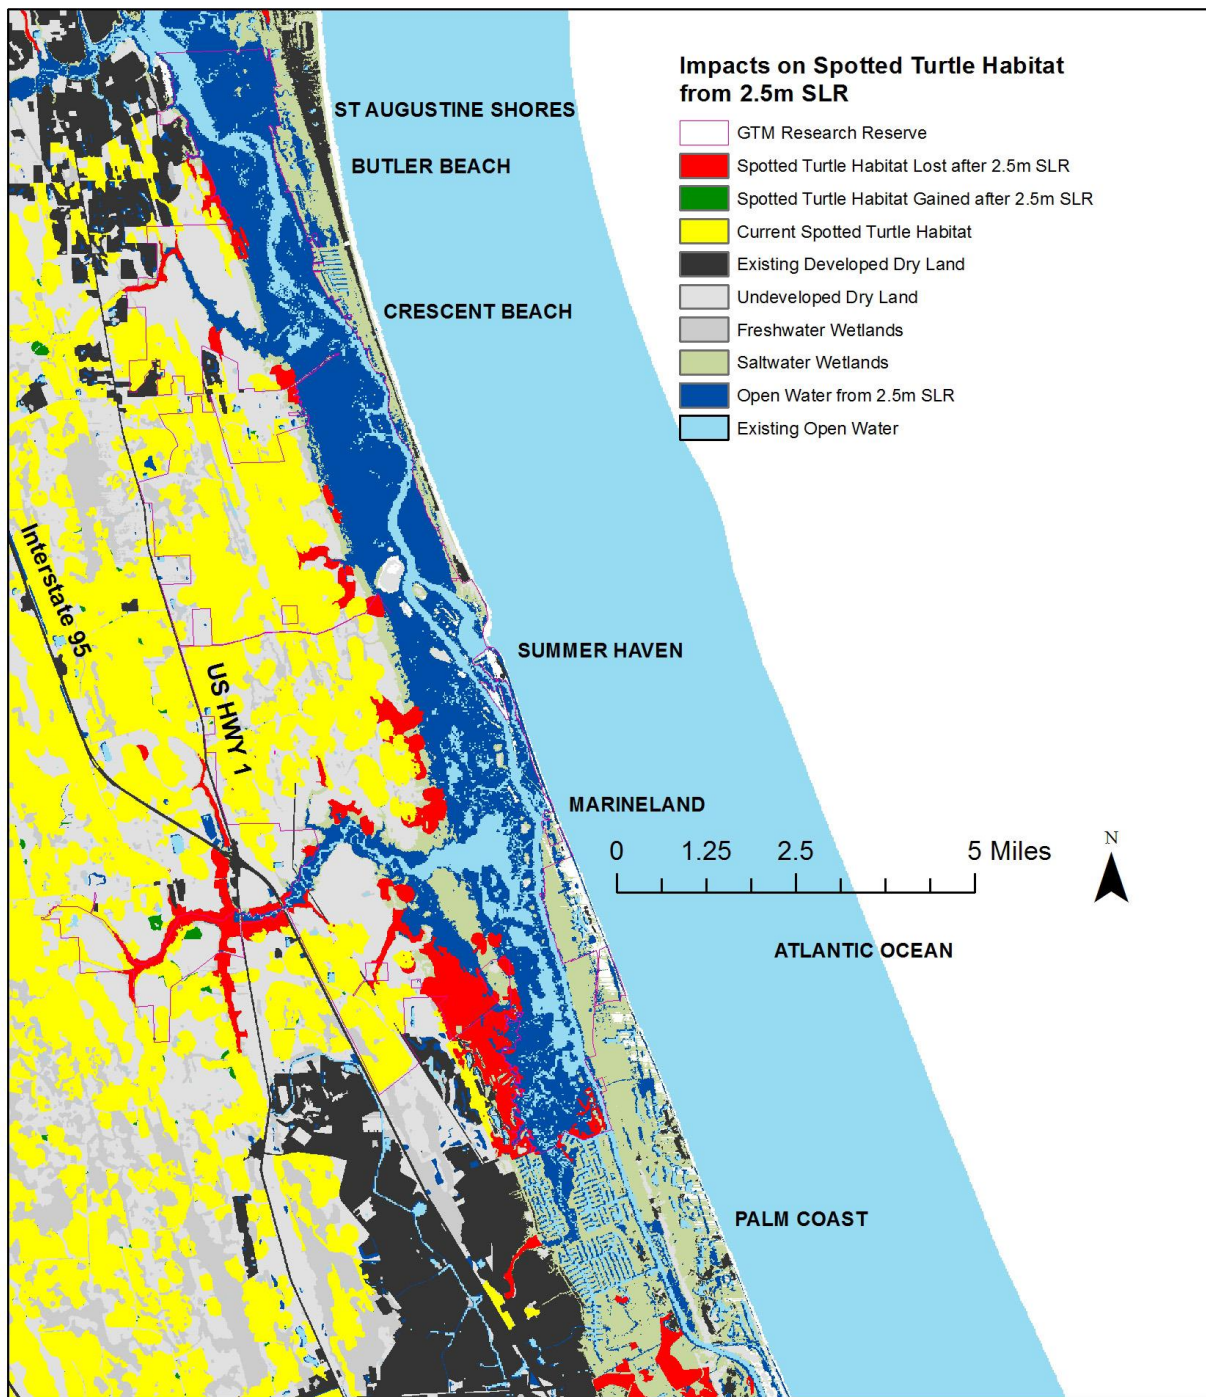 Impacts on Spotted Turtle Habitat
from 2.5m SLR
GTM Research Reserve
Spotted Turtle Habitat Lost after 2.5m SLR
Spotted Turtle Habitat Gained after 2.5m SLR
Current Spotted Turtle Habitat
Existing Developed Dry Land
Undeveloped Dry Land
Freshwater Wetlands
Saltwater Wetlands
Open Water from 2.5m SLR
Existing Open Water
ST AUGUSTINE SHORES
BUTLER BEACH
CRESCENT BEACH
Interstate 95
US HWY 1
SUMMER HAVEN
MARINELAND
0 1.25 2.5 5 Miles
N
ATLANTIC OCEAN
PALM COAST